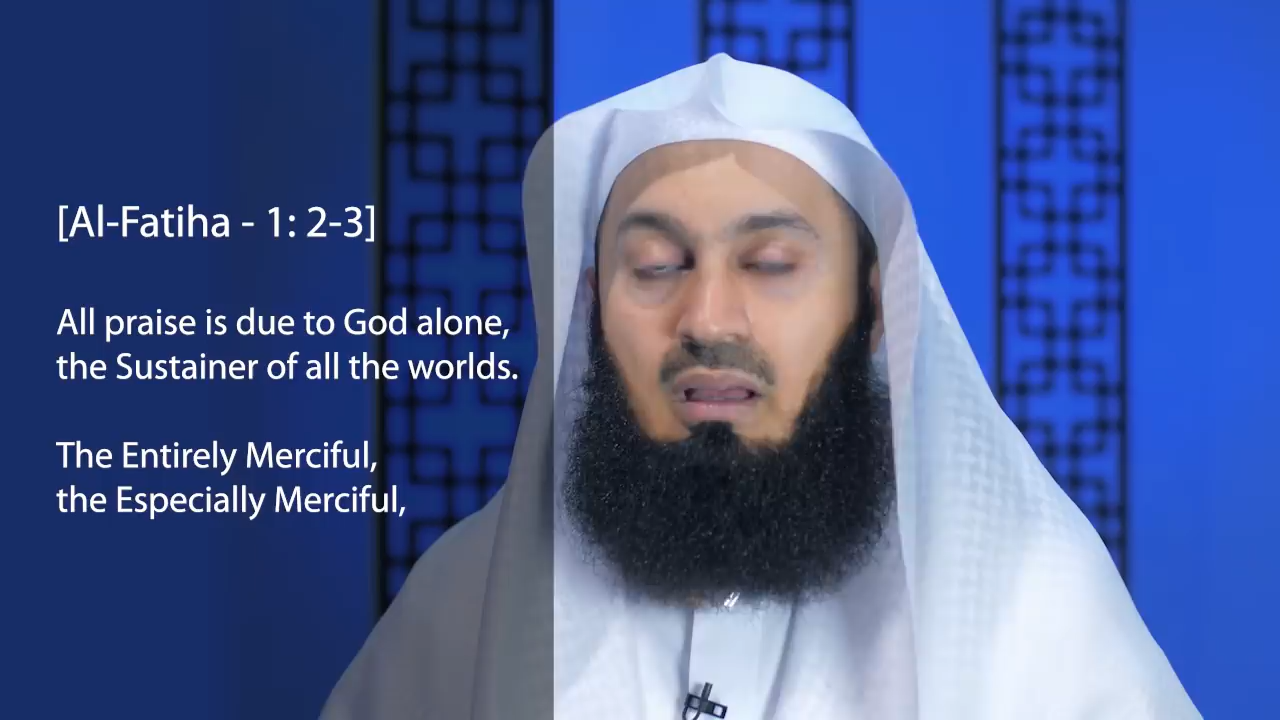 [Al-Fatiha - 1: 2-3]
All praise is due to God alone,
the Sustainer of all the worlds.
The Entirely Merciful,
the Especially Merciful,